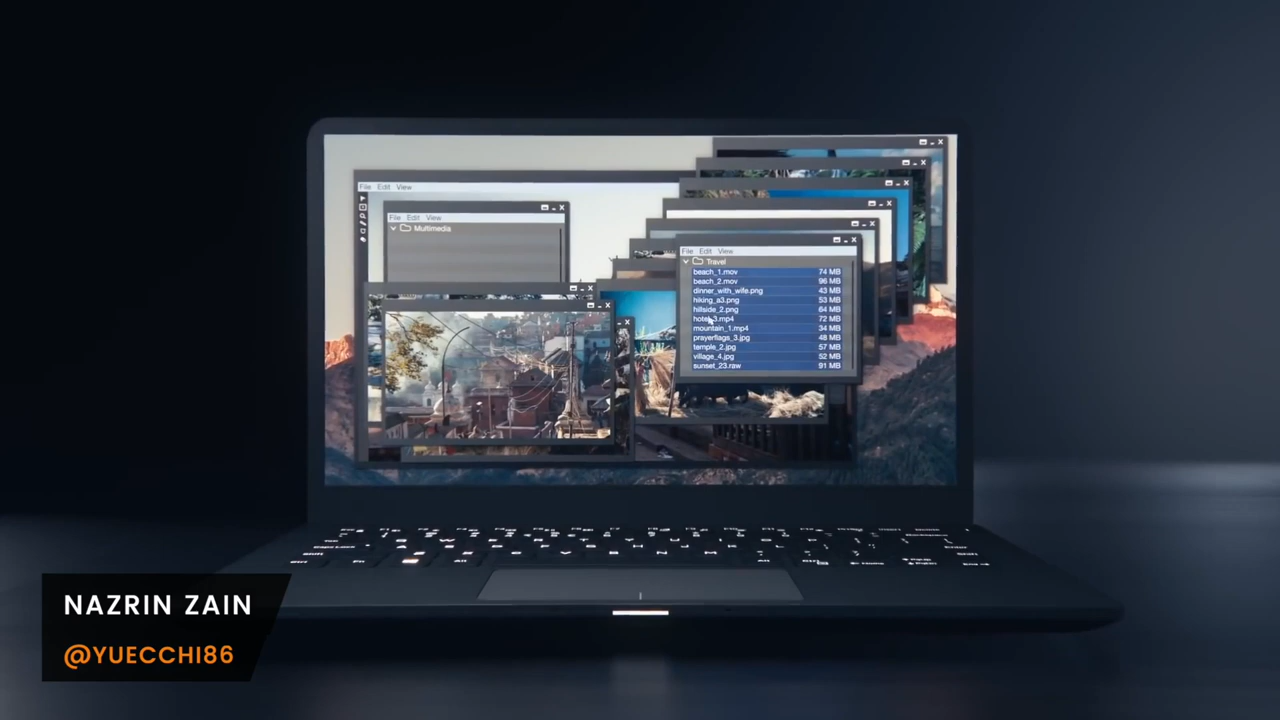 File Edit View
File Edit View
Multimedia
File Edit View
Travel
beach_1.mov 74 MB
beach_2.mov 96 MB
dinner_with_wife.png 43 MB
hiking_a3.png 53 MB
hillside_2.png 64 MB
hotel_3.mp4 72 MB
mountain_1.mp4 34 MB
prayerflags_3.jpg 48 MB
temple_2.jpg 57 MB
village_4.jpg 52 MB
sunset_23.raw 91 MB
NAZRIN ZAIN
@YUECCHI86